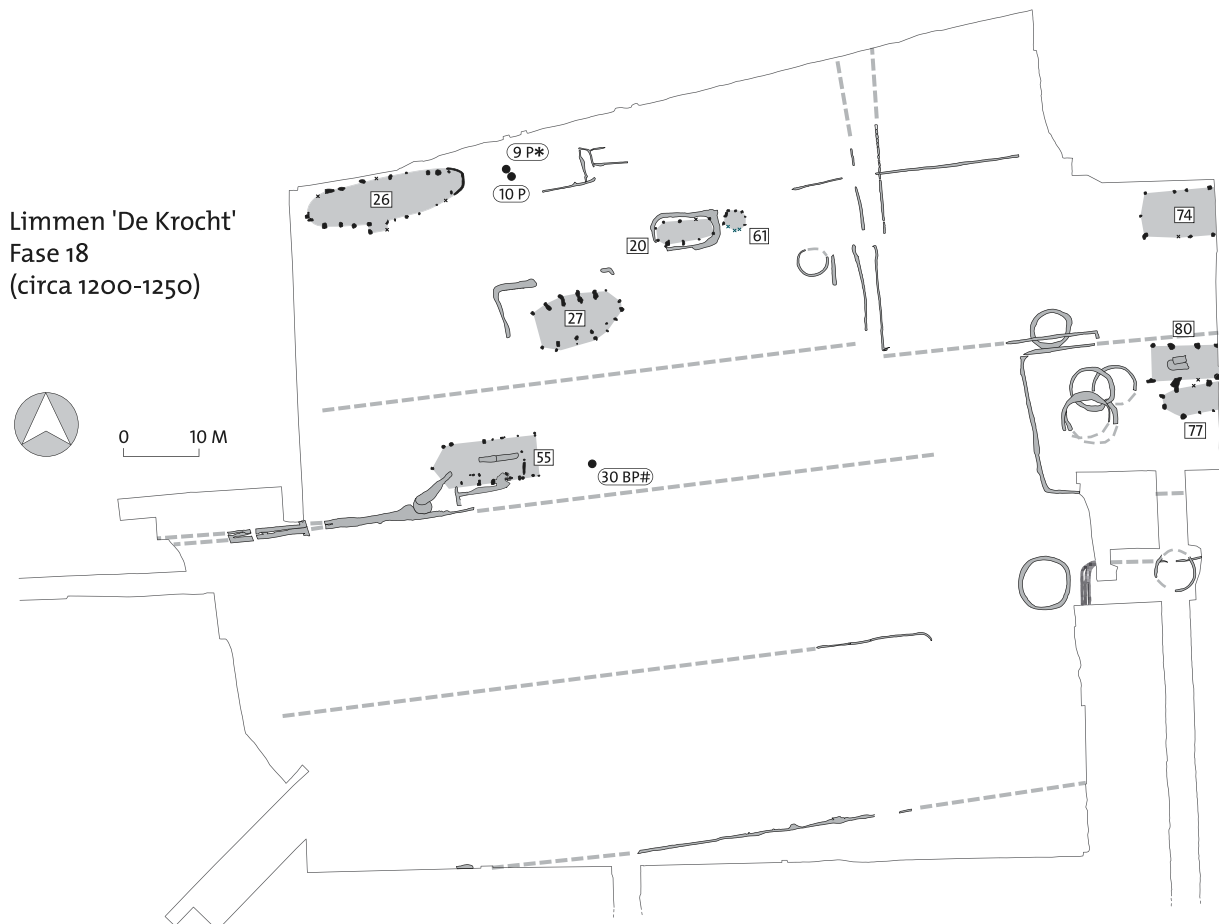 Limmen 'De Krocht'
Fase 18
(circa 1200-1250)
0 10 M
9 P*
10 P
26
20
61
74
27
80
77
55
30 BP#